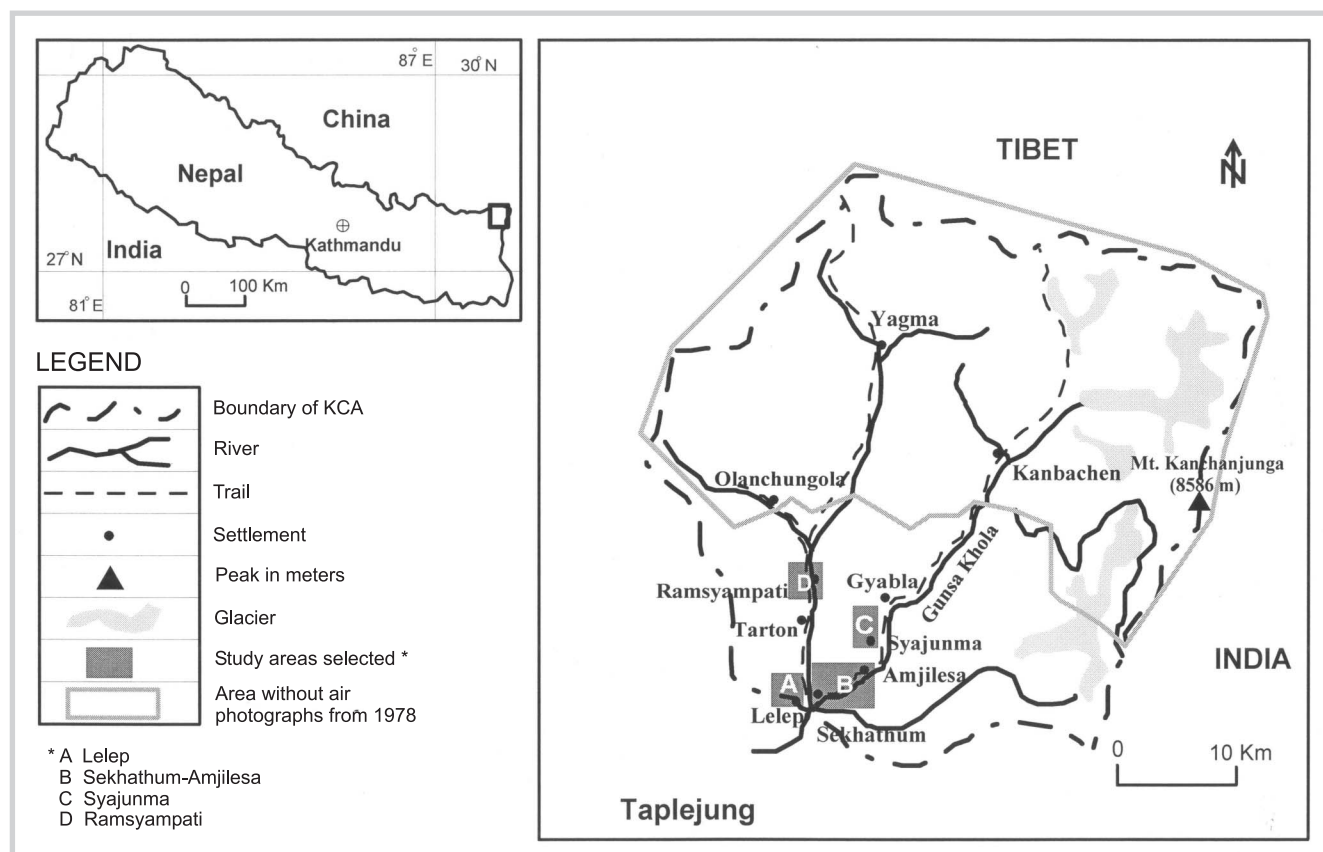 87° E
30° N
China
Nepal
Kathmandu
India
27° N
81° E
0 100 Km
LEGEND
Boundary of KCA
River
Trail
Settlement
Peak in meters
Glacier
Study areas selected *
Area without air
photographs from 1978
* A Lelep
B Sekhathum-Amjilesa
C Syajunma
D Ramsyampati
TIBET
N
Yagma
Olanchungola
Kanbachen
Mt. Kanchanjunga
(8586 m)
Gunsa Khola
D
Ramsyampati
Gyabla
Tarton
C
Syajunma
INDIA
Amjilesa
A
B
Lelep
Sekhathum
0 10 Km
Taplejung